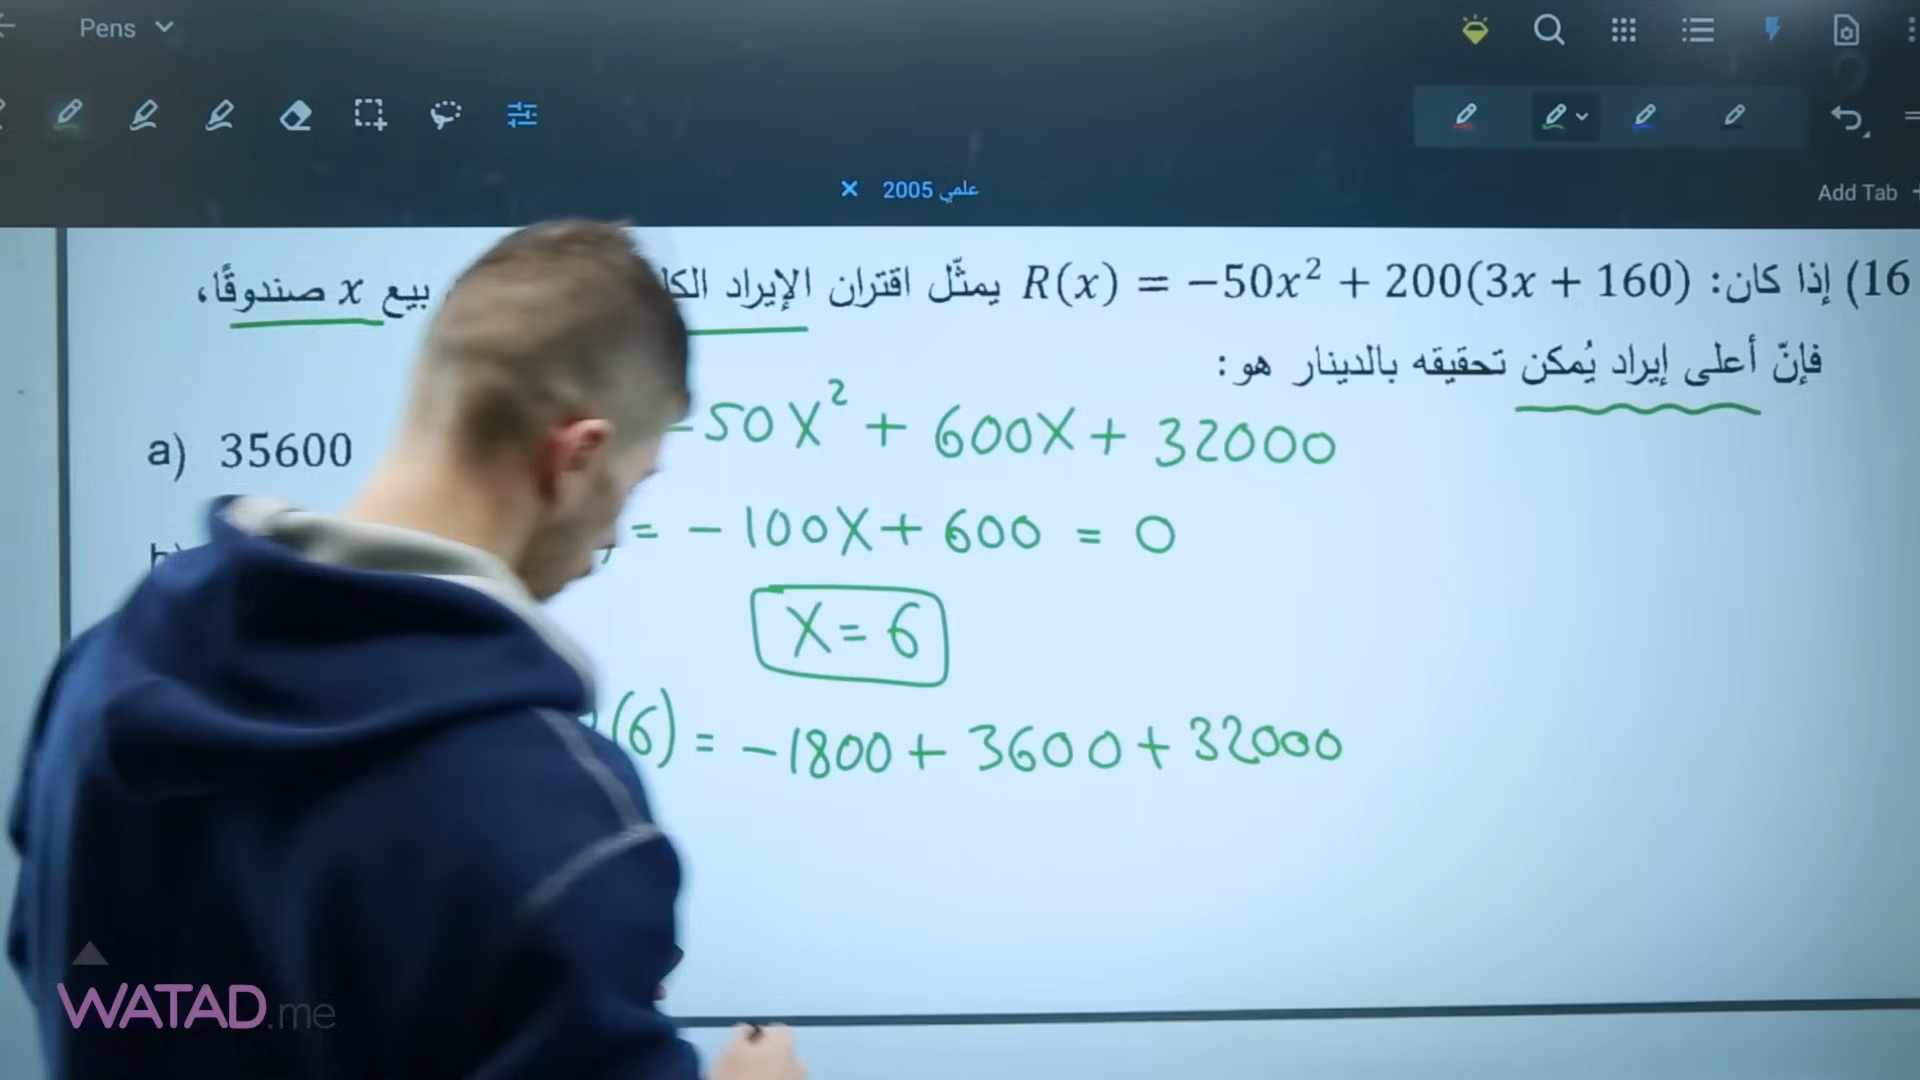 Pens
علمي 2005
Add Tab
16) إذا كان: R(x) = −50x² + 200(3x + 160) يمثّل اقتران الإيراد بيع x صندوقًا،
فإنّ أعلى إيراد يُمكن تحقيقه بالدينار هو:
-50X² + 600X + 32000
a) 35600
= -100X + 600 = 0
X = 6
(6) = -1800 + 3600 + 32000
WATAD.me